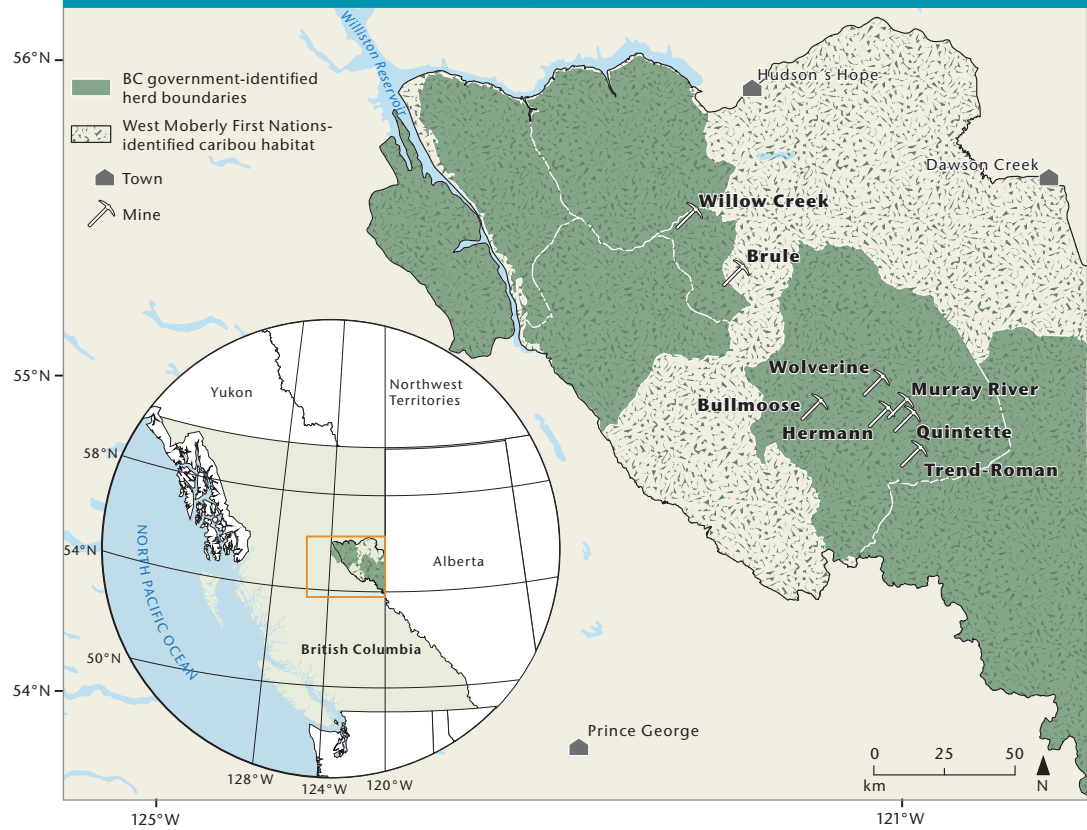 56°N
BC government-identified
herd boundaries
West Moberly First Nations-
identified caribou habitat
Town
Mine
Williston Reservoir
Hudson's Hope
Dawson Creek
Willow Creek
Brule
55°N
Wolverine
Murray River
Bullmoose
Hermann
Quintette
Trend-Roman
Yukon
Northwest
Territories
58°N
54°N
NORTH PACIFIC OCEAN
Alberta
British Columbia
50°N
54°N
Prince George
0 25 50
km
N
128°W
124°W
120°W
125°W
121°W